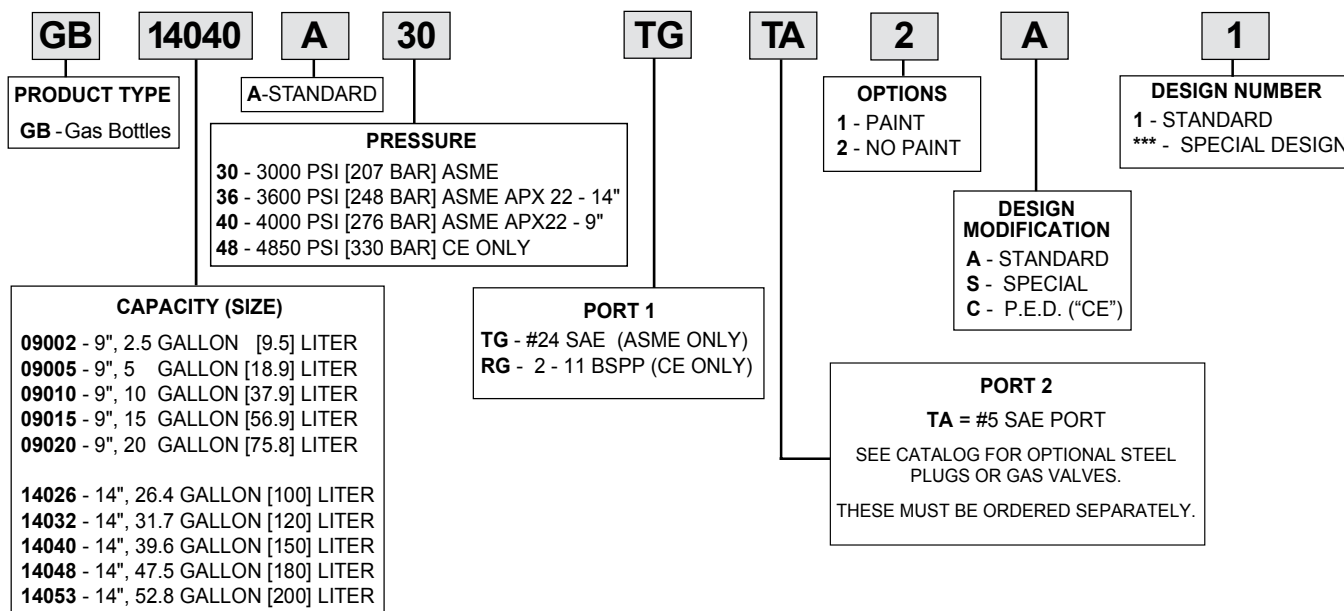 GB 14040 A 30 TG TA 2 A 1
PRODUCT TYPE
GB - Gas Bottles
A-STANDARD
PRESSURE
30 - 3000 PSI [207 BAR] ASME
36 - 3600 PSI [248 BAR] ASME APX 22 - 14"
40 - 4000 PSI [276 BAR] ASME APX22 - 9"
48 - 4850 PSI [330 BAR] CE ONLY
OPTIONS
1 - PAINT
2 - NO PAINT
DESIGN NUMBER
1 - STANDARD
*** - SPECIAL DESIGN
DESIGN
MODIFICATION
A - STANDARD
S - SPECIAL
C - P.E.D. (“CE”)
CAPACITY (SIZE)
09002 - 9", 2.5 GALLON [9.5] LITER
09005 - 9", 5 GALLON [18.9] LITER
09010 - 9", 10 GALLON [37.9] LITER
09015 - 9", 15 GALLON [56.9] LITER
09020 - 9", 20 GALLON [75.8] LITER
14026 - 14", 26.4 GALLON [100] LITER
14032 - 14", 31.7 GALLON [120] LITER
14040 - 14", 39.6 GALLON [150] LITER
14048 - 14", 47.5 GALLON [180] LITER
14053 - 14", 52.8 GALLON [200] LITER
PORT 1
TG - #24 SAE (ASME ONLY)
RG - 2 - 11 BSPP (CE ONLY)
PORT 2
TA = #5 SAE PORT
SEE CATALOG FOR OPTIONAL STEEL
PLUGS OR GAS VALVES.
THESE MUST BE ORDERED SEPARATELY.